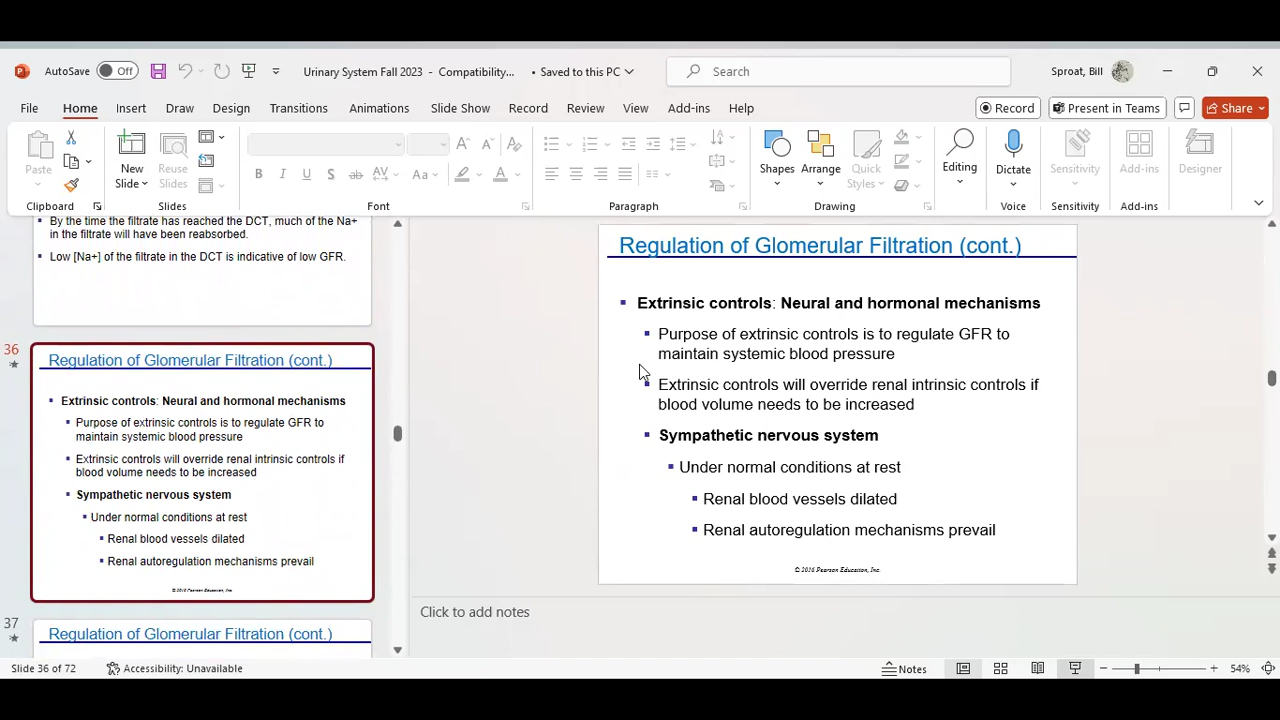 AutoSave Off Urinary System Fall 2023 - Compatibility... • Saved to this PC Search Sproat, Bill
File Home Insert Draw Design Transitions Animations Slide Show Record Review View Add-ins Help Record Present in Teams Share
Paste New Slide Reuse Slides Shapes Arrange Quick Styles Editing Dictate Sensitivity Add-ins Designer
Clipboard Slides Font Paragraph Drawing Voice Sensitivity Add-ins
By the time the filtrate has reached the DCT, much of the Na+
in the filtrate will have been reabsorbed.
Low [Na+] of the filtrate in the DCT is indicative of low GFR.
36
Regulation of Glomerular Filtration (cont.)
Extrinsic controls: Neural and hormonal mechanisms
Purpose of extrinsic controls is to regulate GFR to
maintain systemic blood pressure
Extrinsic controls will override renal intrinsic controls if
blood volume needs to be increased
Sympathetic nervous system
Under normal conditions at rest
Renal blood vessels dilated
Renal autoregulation mechanisms prevail
© 2016 Pearson Education, Inc.
37
Regulation of Glomerular Filtration (cont.)
Regulation of Glomerular Filtration (cont.)
Extrinsic controls: Neural and hormonal mechanisms
Purpose of extrinsic controls is to regulate GFR to
maintain systemic blood pressure
Extrinsic controls will override renal intrinsic controls if
blood volume needs to be increased
Sympathetic nervous system
Under normal conditions at rest
Renal blood vessels dilated
Renal autoregulation mechanisms prevail
© 2016 Pearson Education, Inc.
Click to add notes
Slide 36 of 72 Accessibility: Unavailable Notes 54%